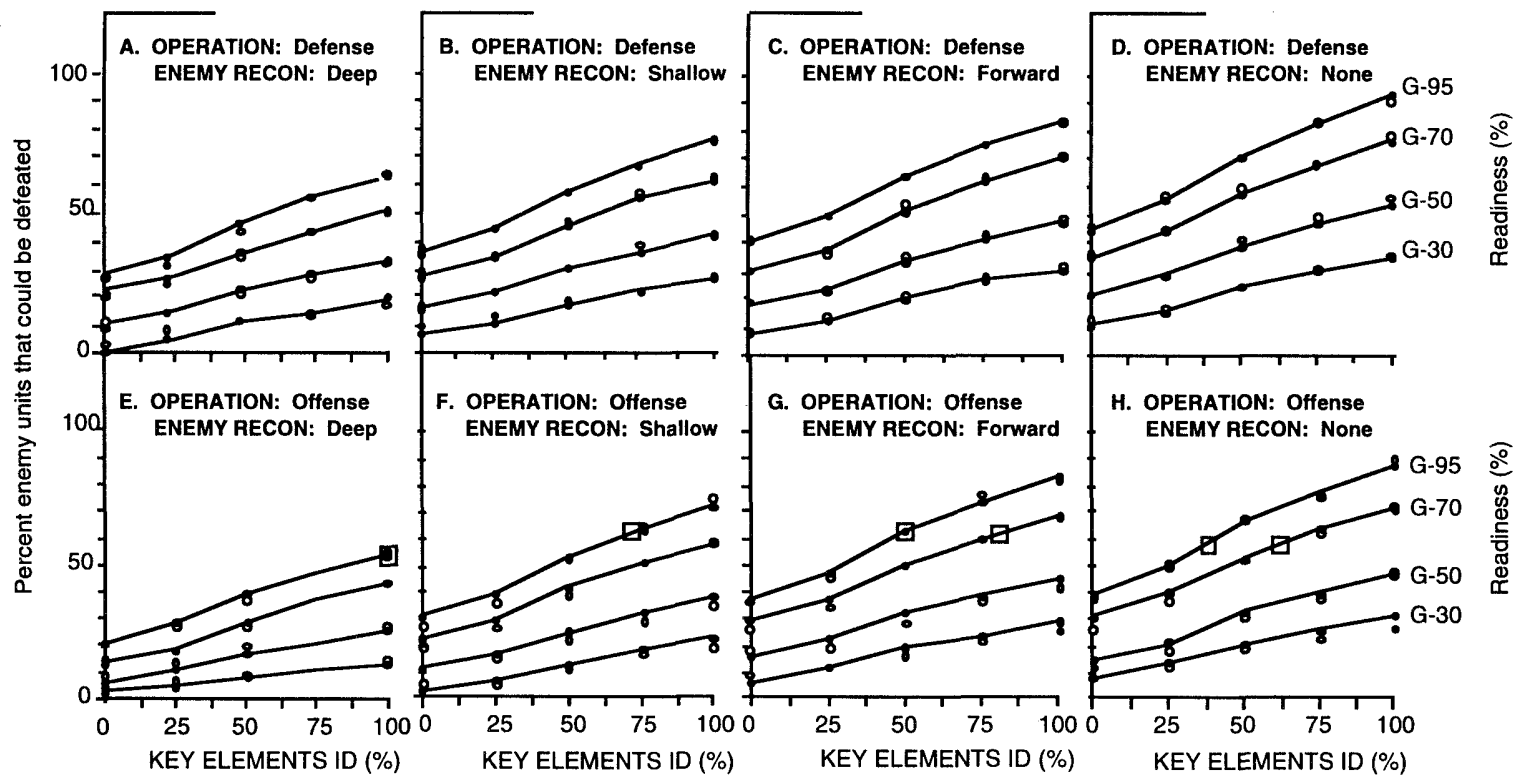 A. OPERATION: Defense
ENEMY RECON: Deep
B. OPERATION: Defense
ENEMY RECON: Shallow
C. OPERATION: Defense
ENEMY RECON: Forward
D. OPERATION: Defense
ENEMY RECON: None
100
50
0
G-95
G-70
G-50
G-30
Readiness (%)
Percent enemy units that could be defeated
E. OPERATION: Offense
ENEMY RECON: Deep
F. OPERATION: Offense
ENEMY RECON: Shallow
G. OPERATION: Offense
ENEMY RECON: Forward
H. OPERATION: Offense
ENEMY RECON: None
100
50
0
G-95
G-70
G-50
G-30
Readiness (%)
0 25 50 75 100
0 25 50 75 100
0 25 50 75 100
0 25 50 75 100
KEY ELEMENTS ID (%)
KEY ELEMENTS ID (%)
KEY ELEMENTS ID (%)
KEY ELEMENTS ID (%)